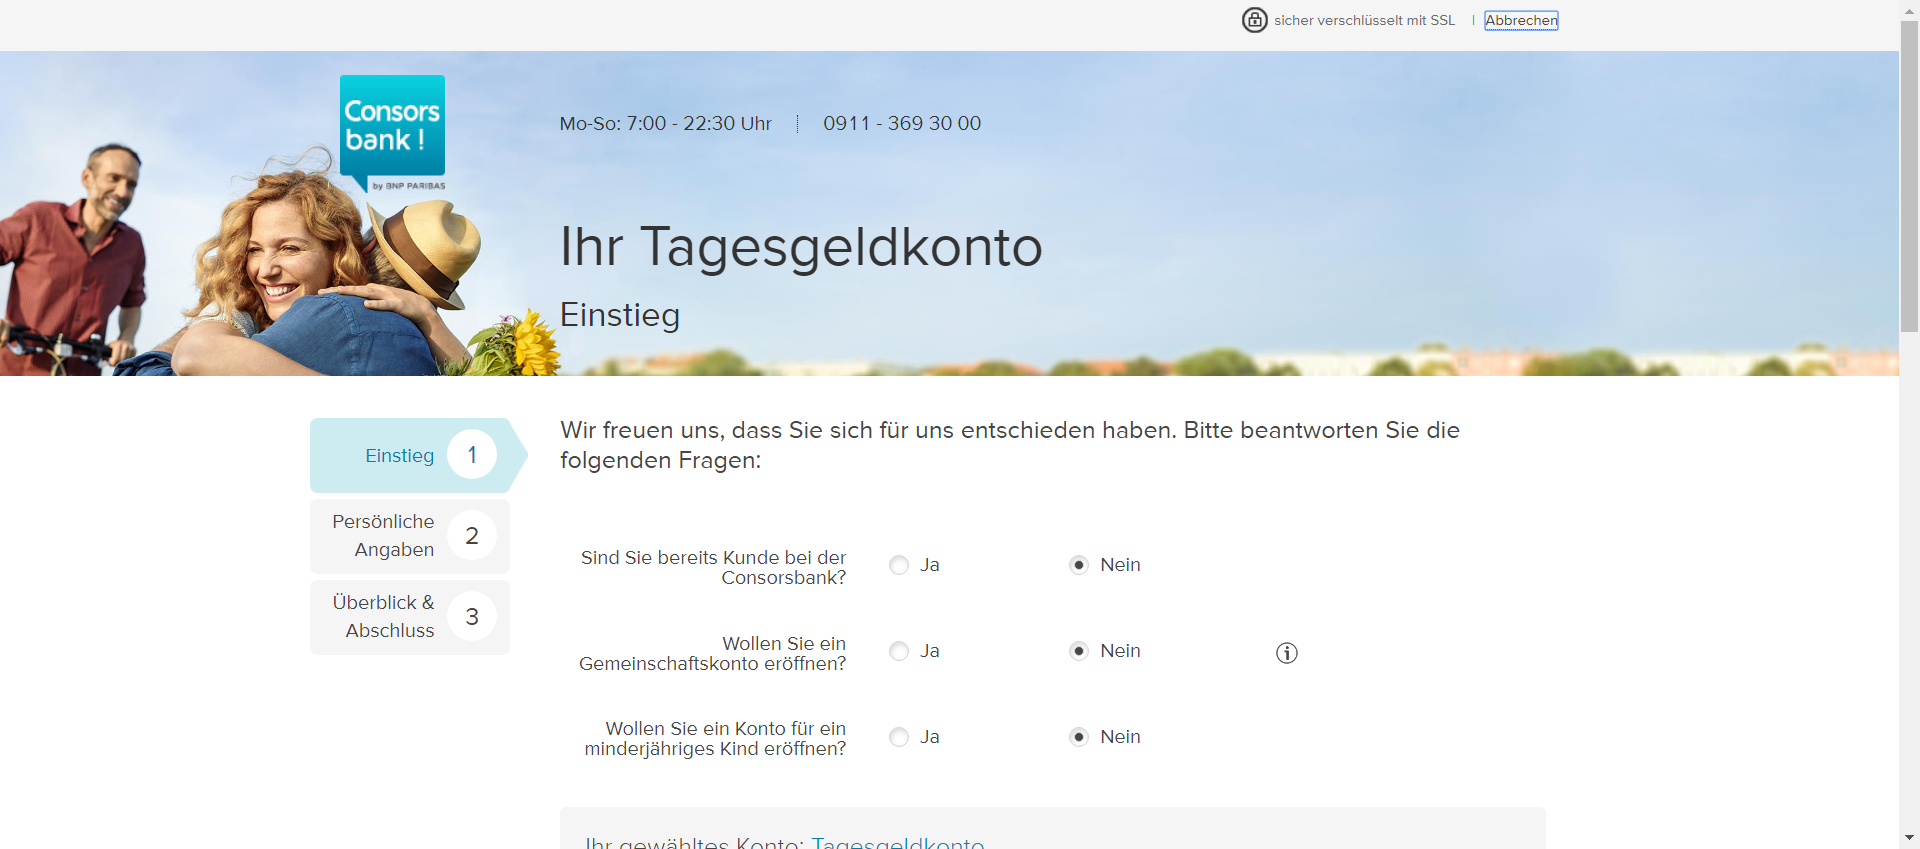 sicher verschlüsselt mit SSL | Abbrechen
Consors
bank!
by BNP PARIBAS
Mo-So: 7:00 - 22:30 Uhr 0911 - 369 30 00
Ihr Tagesgeldkonto
Einstieg
Einstieg 1
Persönliche
Angaben 2
Überblick &
Abschluss 3
Wir freuen uns, dass Sie sich für uns entschieden haben. Bitte beantworten Sie die
folgenden Fragen:
Sind Sie bereits Kunde bei der
Consorsbank? Ja Nein
Wollen Sie ein
Gemeinschaftskonto eröffnen? Ja Nein
Wollen Sie ein Konto für ein
minderjähriges Kind eröffnen? Ja Nein
Ihr gewähltes Konto: Tagesgeldkonto